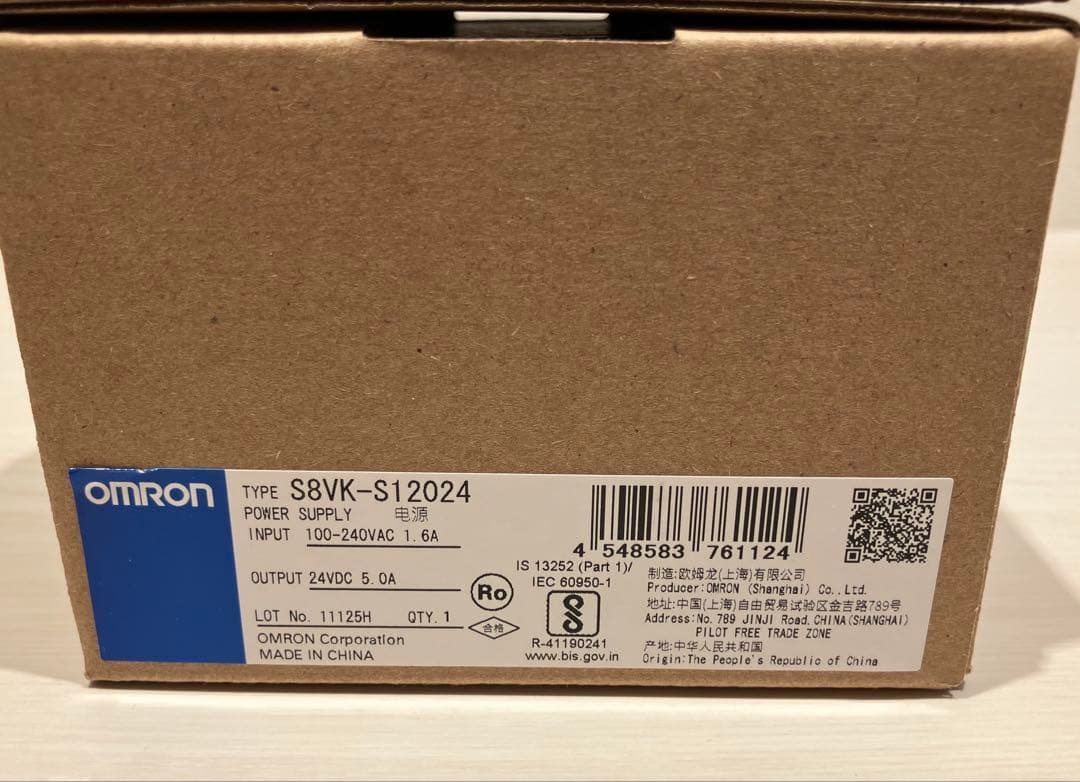 OMRON
TYPE S8VK-S12024
POWER SUPPLY 电源
INPUT 100-240VAC 1.6A
OUTPUT 24VDC 5.0A
LOT No. 11125H QTY. 1
OMRON Corporation
MADE IN CHINA
Ro
合格
4 548583 761124
IS 13252 (Part 1)/
IEC 60950-1
R-41190241
www.bis.gov.in
制造:欧姆龙(上海)有限公司
Producer:OMRON (Shanghai) Co.,Ltd.
地址:中国(上海)自由贸易试验区金吉路789号
Address:No. 789 JINJI Road, CHINA(SHANGHAI)
PILOT FREE TRADE ZONE
产地:中华人民共和国
Origin:The People's Republic of China